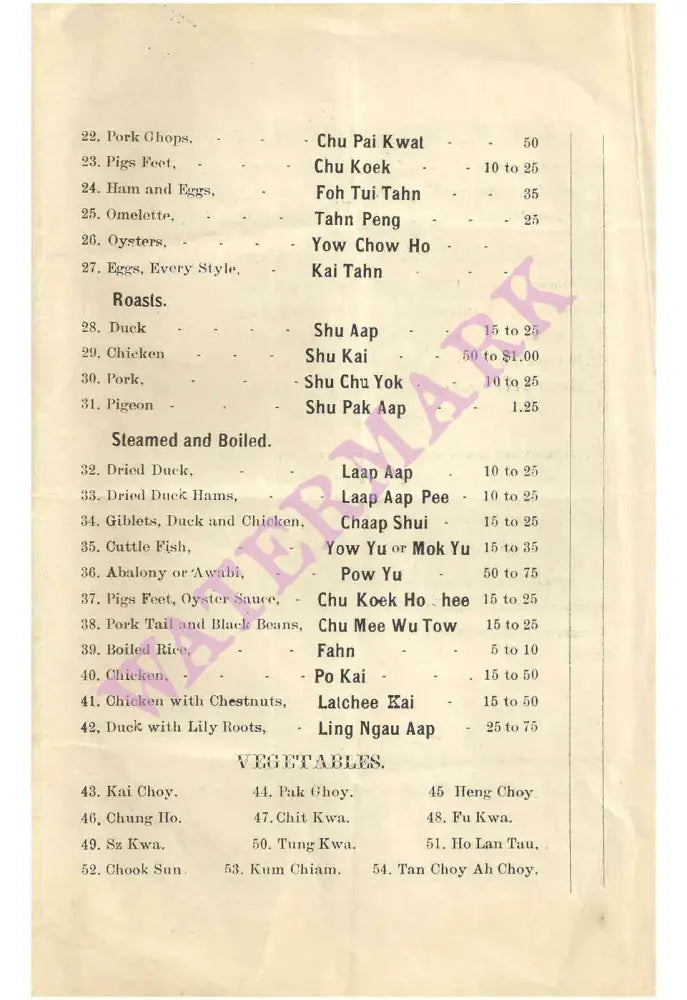 22. Pork Chops, - - - Chu Pai Kwat - - 50
23. Pigs Feet, - - - Chu Koek - - 10 to 25
24. Ham and Eggs, - Foh Tui Tahn - - 35
25. Omelette, - - - Tahn Peng - - - 25
26. Oysters, - - - - Yow Chow Ho - -
27. Eggs, Every Style, - Kai Tahn - - -
Roasts.
28. Duck - - - - Shu Aap - - 15 to 25
29. Chicken - - - Shu Kai - - 50 to $1.00
30. Pork, - - - Shu Chu Yok - - 10 to 25
31. Pigeon - - - Shu Pak Aap - - 1.25
Steamed and Boiled.
32. Dried Duck, - - Laap Aap - 10 to 25
33. Dried Duck Hams, - - Laap Aap Pee - 10 to 25
34. Giblets, Duck and Chicken, Chaap Shui - 15 to 25
35. Cuttle Fish, - - Yow Yu or Mok Yu 15 to 35
36. Abalony or 'Awabi, - - Pow Yu - 50 to 75
37. Pigs Feet, Oyster Sauce, - Chu Koek Ho hee 15 to 25
38. Pork Tail and Black Beans, Chu Mee Wu Tow 15 to 25
39. Boiled Rice, - - Fahn - - 5 to 10
40. Chicken, - - - - Po Kai - - . 15 to 50
41. Chicken with Chestnuts, Latchee Kai - 15 to 50
42, Duck with Lily Roots, - Ling Ngau Aap - 25 to 75
VEGETABLES.
43. Kai Choy. 44. Pak Choy. 45 Heng Choy
46. Chung Ho. 47. Chit Kwa. 48. Fu Kwa.
49. Sz Kwa. 50. Tung Kwa. 51. Ho Lan Tau,
52. Chook Sun. 53. Kum Chiam. 54. Tan Choy Ah Choy.
WATERMARK